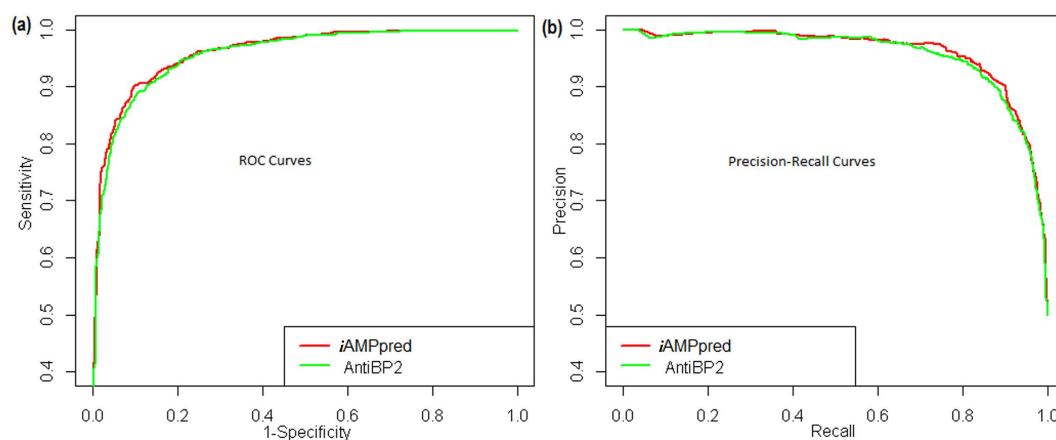 (a)
Sensitivity
1.0
0.9
0.8
0.7
0.6
0.5
0.4
ROC Curves
iAMPpred
AntiBP2
0.0 0.2 0.4 0.6 0.8 1.0
1-Specificity
(b)
Precision
1.0
0.9
0.8
0.7
0.6
0.5
0.4
Precision-Recall Curves
iAMPpred
AntiBP2
0.0 0.2 0.4 0.6 0.8 1.0
Recall